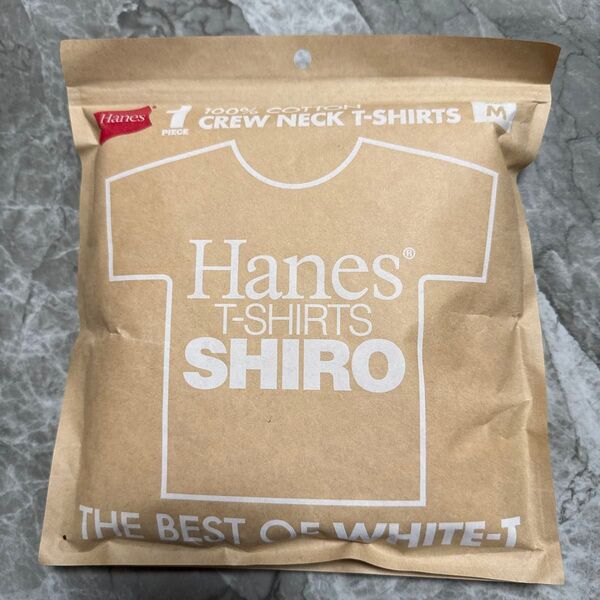 Hanes®
1 PIECE
100% COTTON
CREW NECK T-SHIRTS
M
Hanes®
T-SHIRTS
SHIRO
THE BEST OF WHITE-T